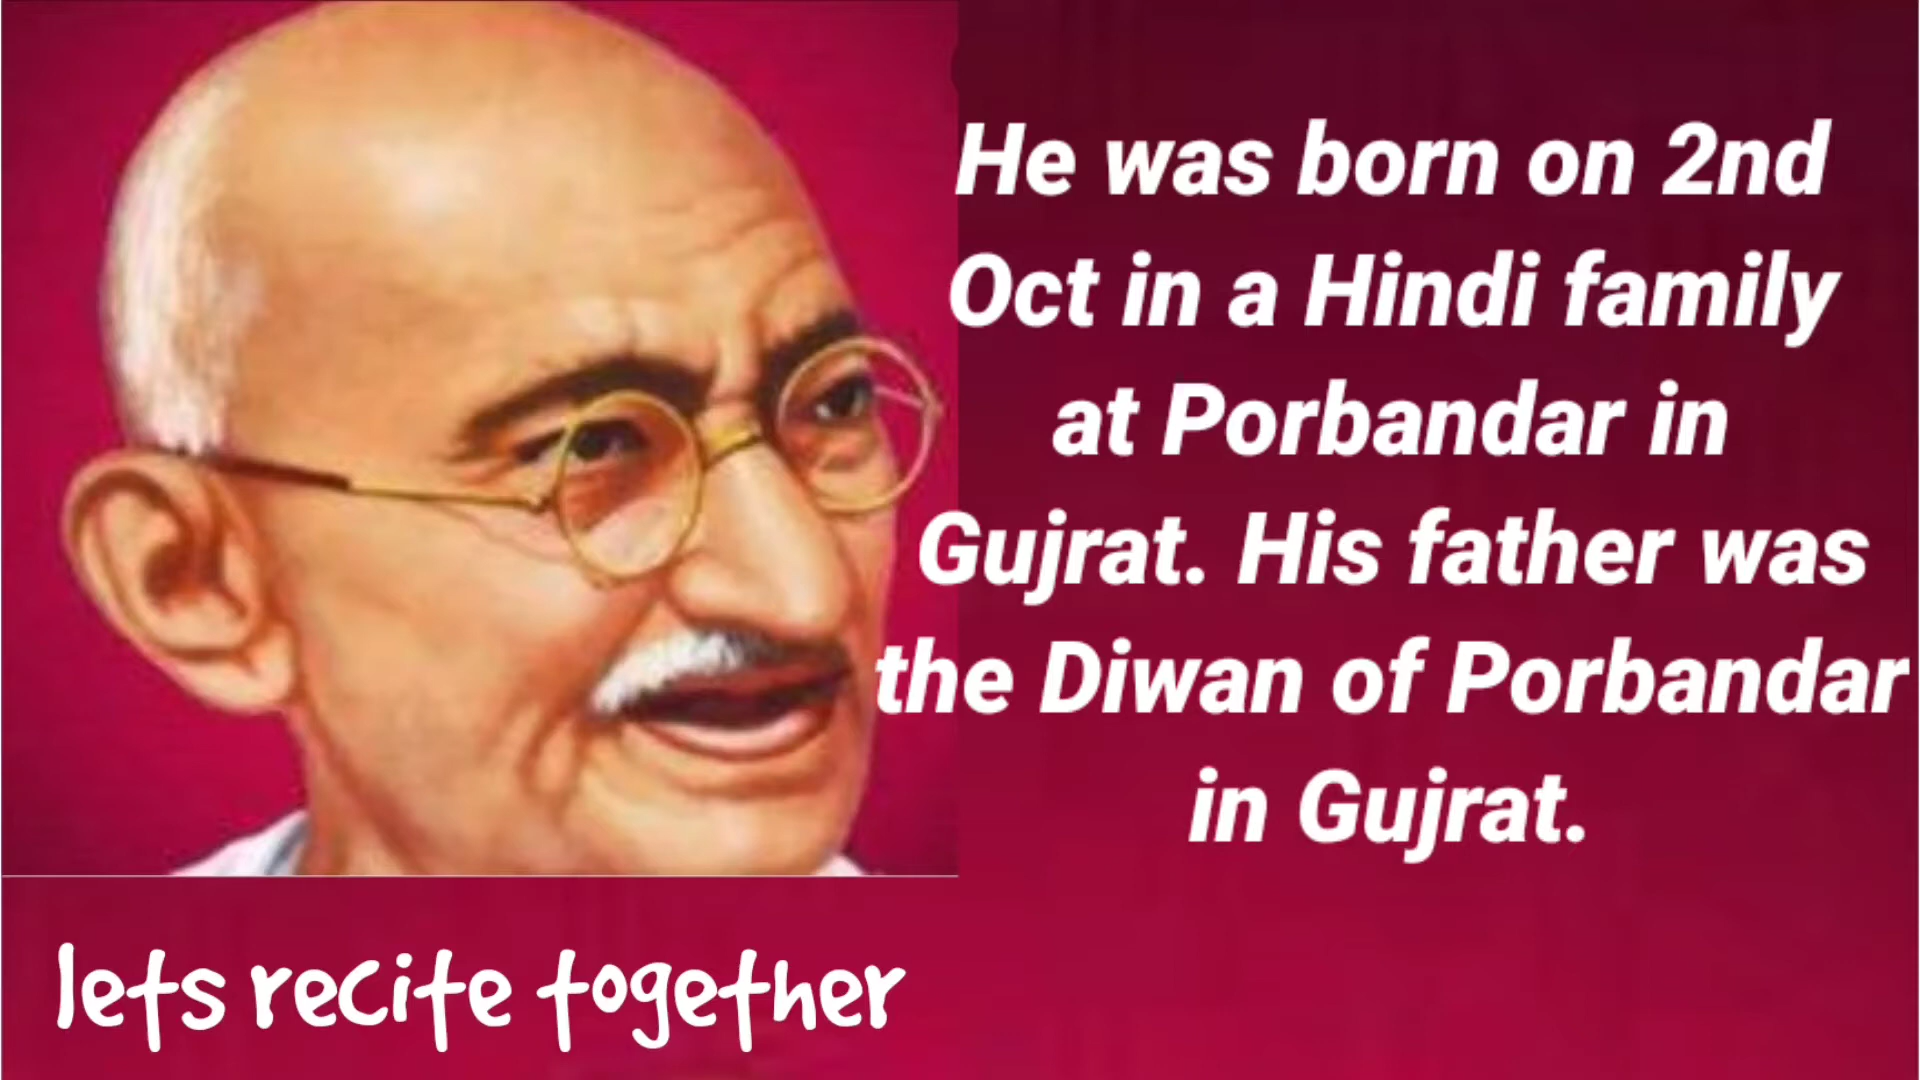 He was born on 2nd
Oct in a Hindi family
at Porbandar in
Gujrat. His father was
the Diwan of Porbandar
in Gujrat.
lets recite together